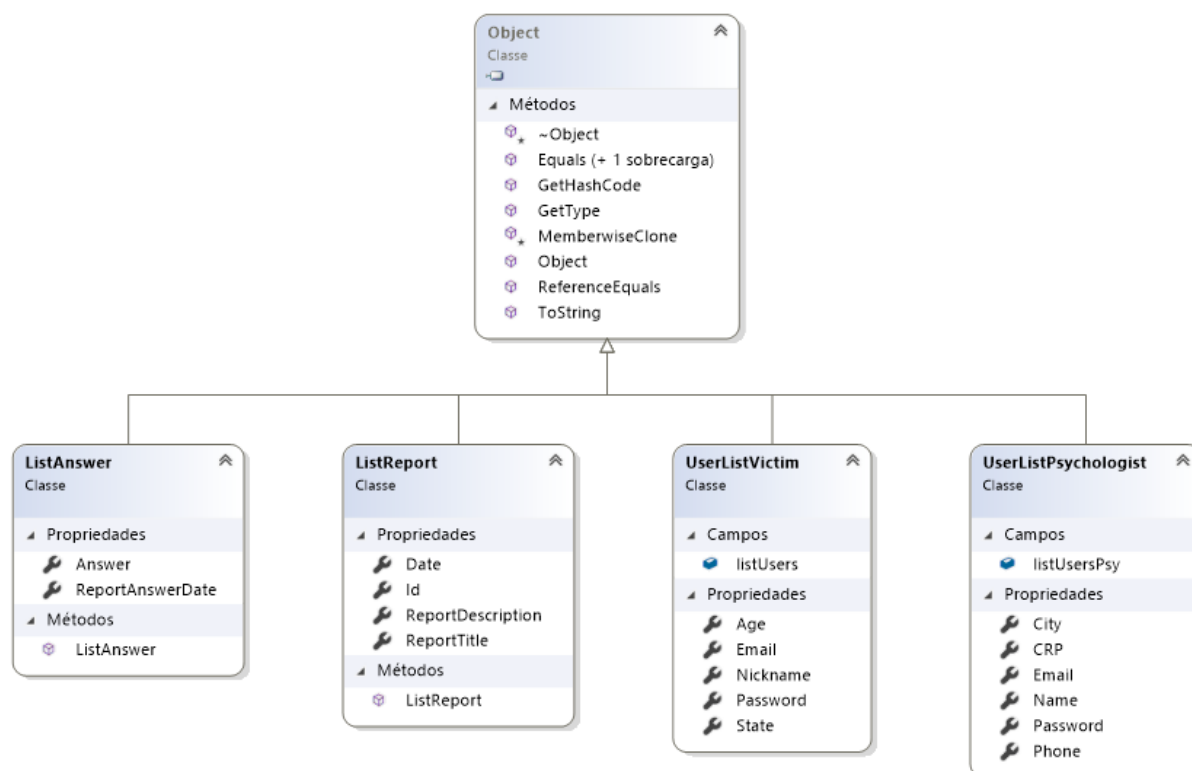 Object
Classe
Métodos
~Object
Equals (+ 1 sobrecarga)
GetHashCode
GetType
MemberwiseClone
Object
ReferenceEquals
ToString
ListAnswer
Classe
Propriedades
Answer
ReportAnswerDate
Métodos
ListAnswer
ListReport
Classe
Propriedades
Date
Id
ReportDescription
ReportTitle
Métodos
ListReport
UserListVictim
Classe
Campos
listUsers
Propriedades
Age
Email
Nickname
Password
State
UserListPsychologist
Classe
Campos
listUsersPsy
Propriedades
City
CRP
Email
Name
Password
Phone